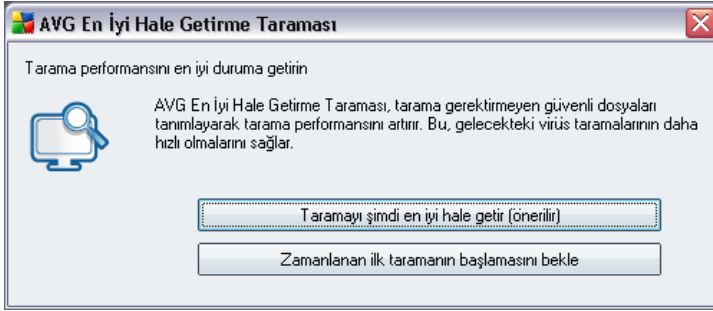 AVG En İyi Hale Getirme Taraması
Tarama performansını en iyi duruma getirin
AVG En İyi Hale Getirme Taraması, tarama gerektirmeyen güvenli dosyaları
tanımlayarak tarama performansını artırır. Bu, gelecekteki virüs taramalarının daha
hızlı olmalarını sağlar.
Taramayı şimdi en iyi hale getir (önerilir)
Zamanlanan ilk taramanın başlamasını bekle